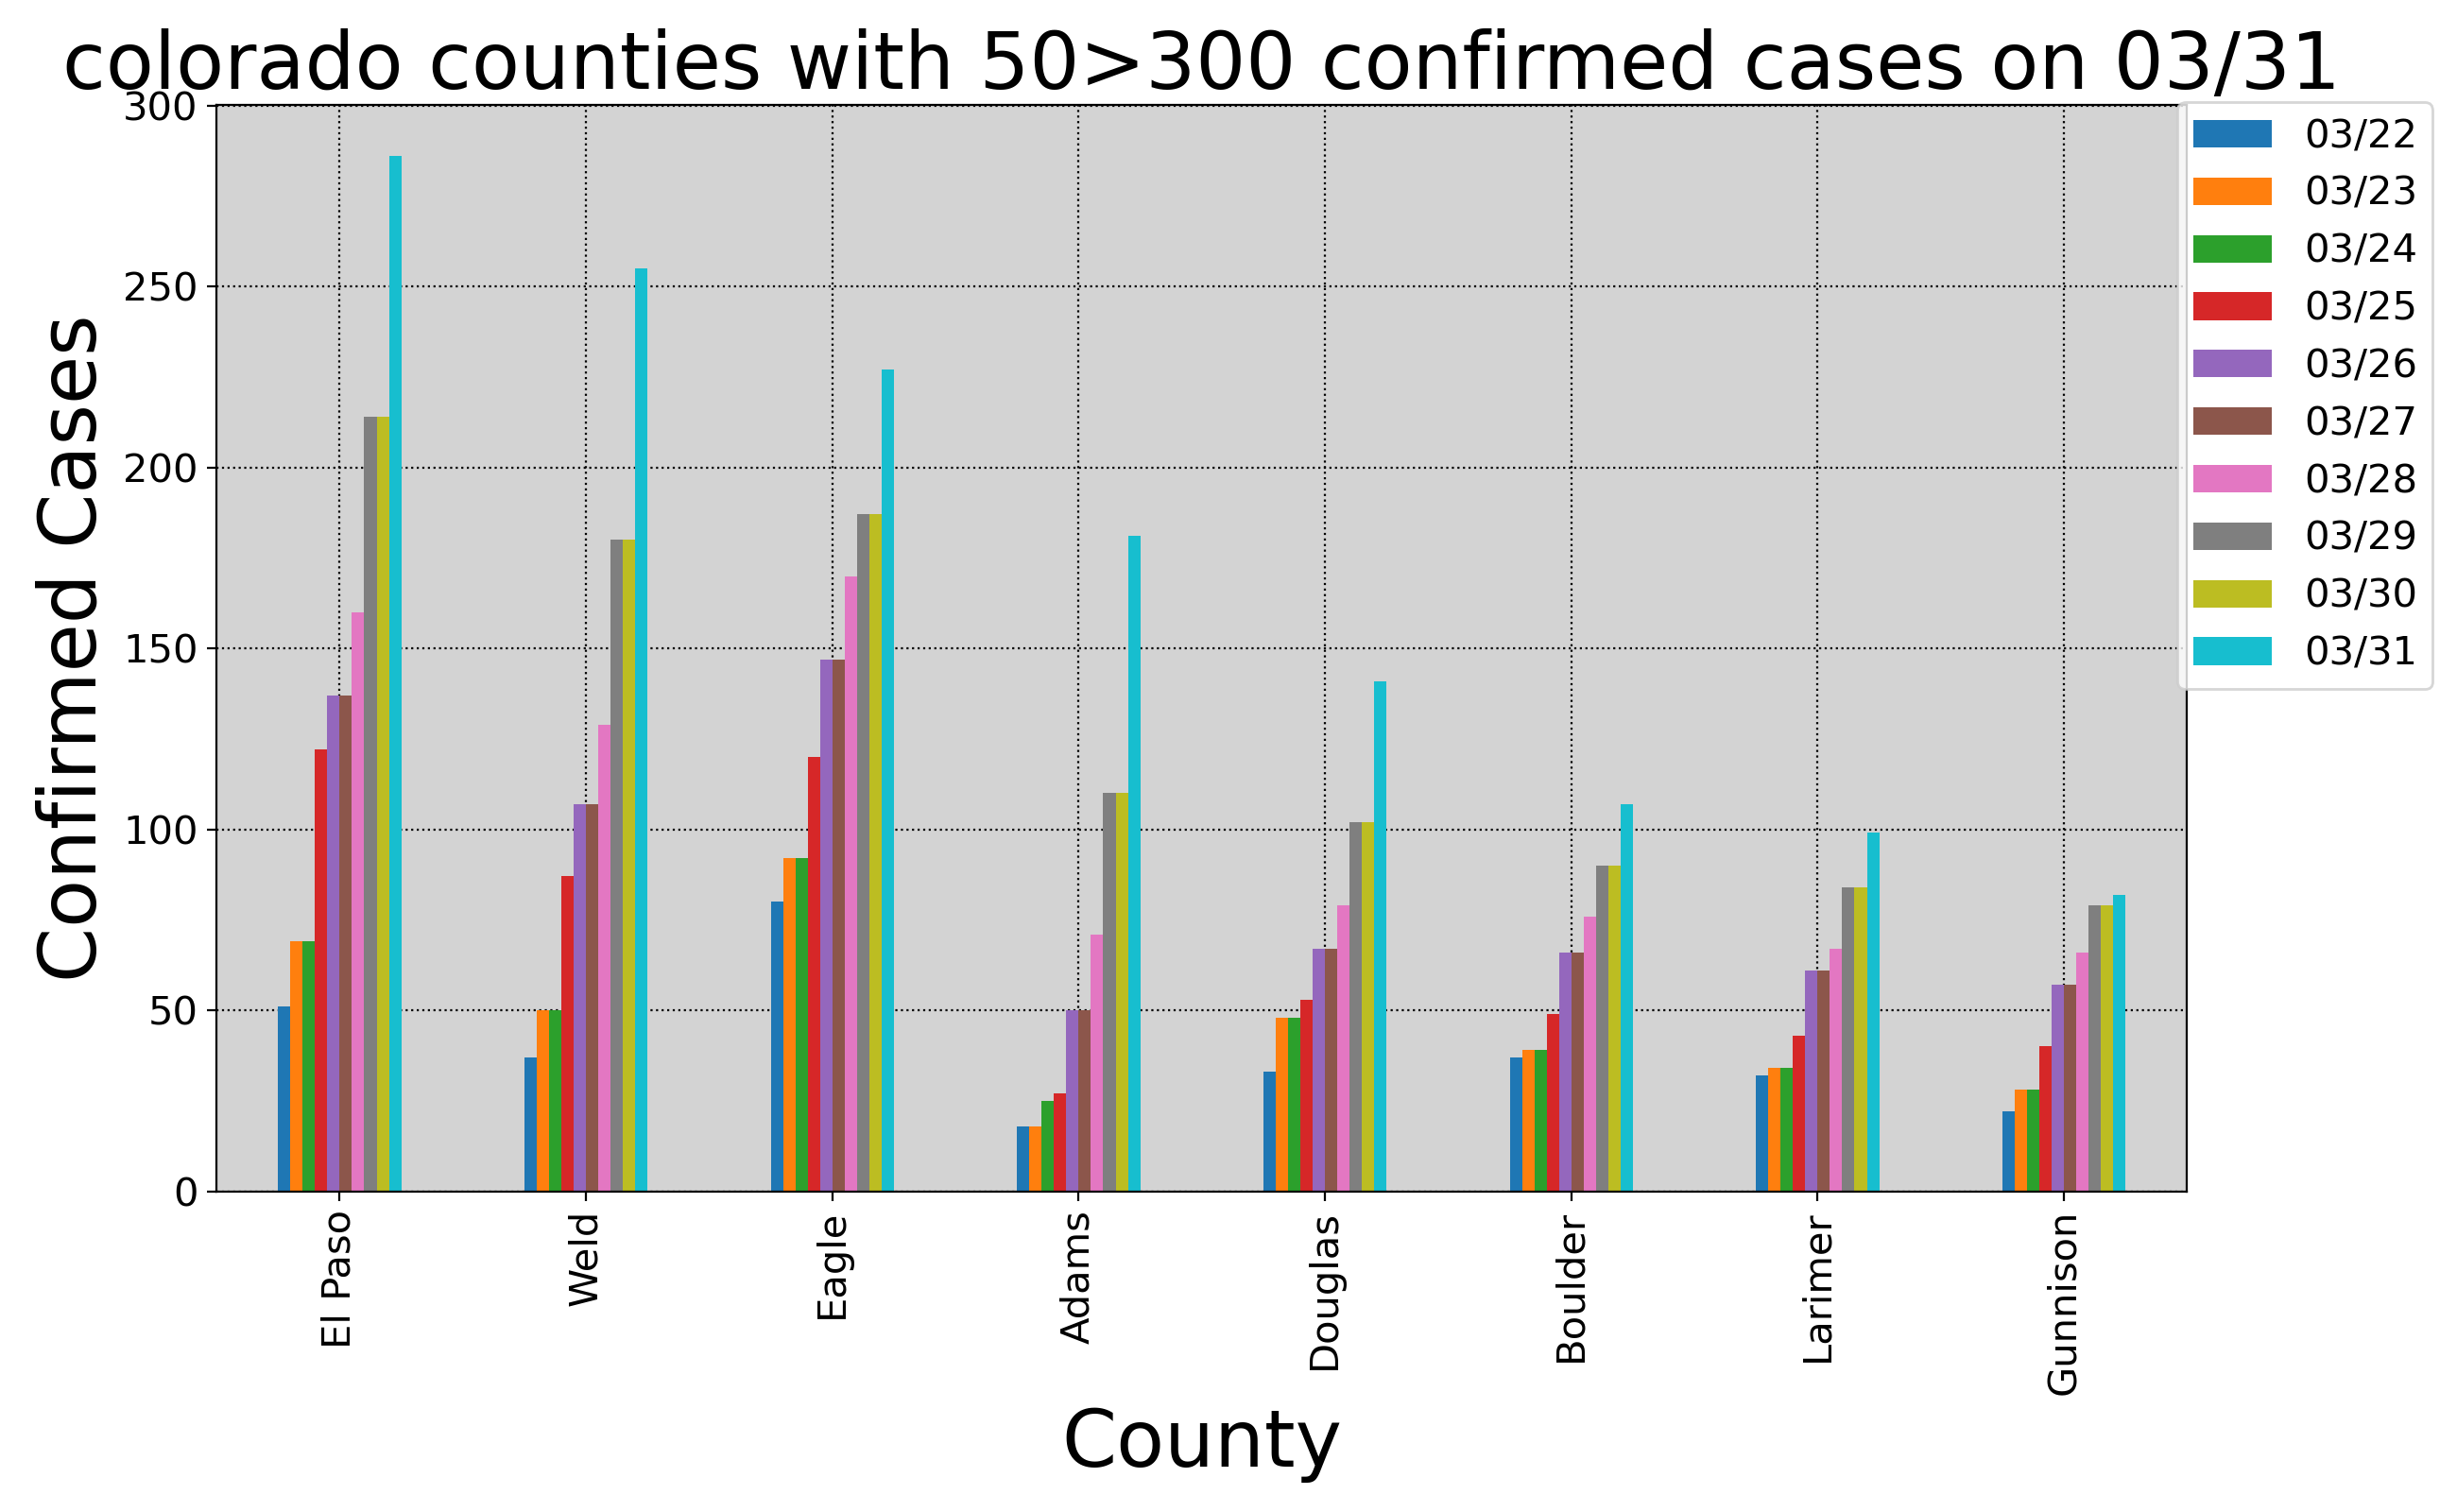 colorado counties with 50>300 confirmed cases on 03/31
300
250
200
150
100
50
0
Confirmed Cases
03/22
03/23
03/24
03/25
03/26
03/27
03/28
03/29
03/30
03/31
El Paso
Weld
Eagle
Adams
Douglas
Boulder
Larimer
Gunnison
County